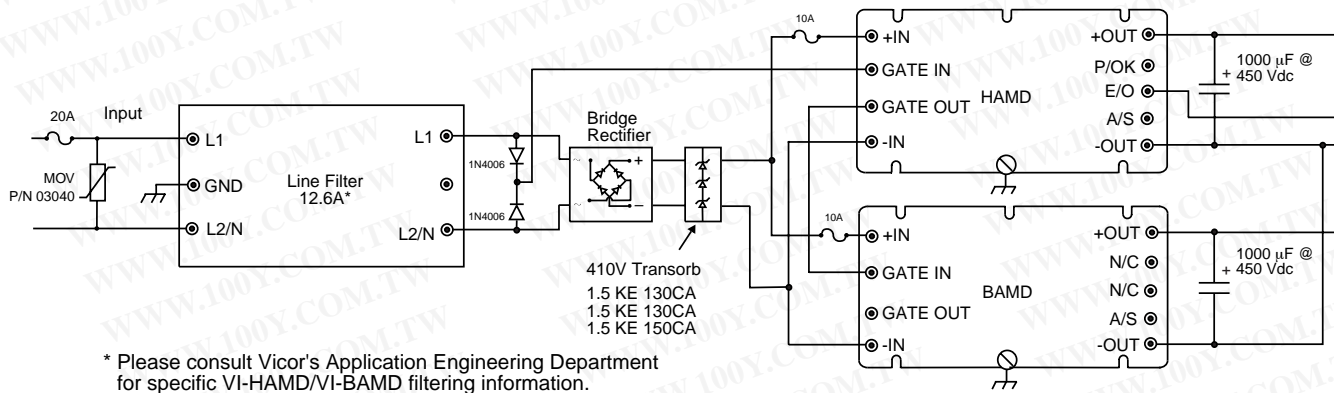 20A
Input
MOV
P/N 03040
L1
GND
L2/N
Line Filter
12.6A*
L1
L2/N
1N4006
1N4006
Bridge
Rectifier
~
~
+
–
410V Transorb
1.5 KE 130CA
1.5 KE 130CA
1.5 KE 150CA
10A
+IN
GATE IN
GATE OUT
-IN
HAMD
+OUT
P/OK
E/O
A/S
-OUT
+
1000 µF @
450 Vdc
10A
+IN
GATE IN
GATE OUT
-IN
BAMD
+OUT
N/C
N/C
A/S
-OUT
+
1000 µF @
450 Vdc
* Please consult Vicor's Application Engineering Department
for specific VI-HAMD/VI-BAMD filtering information.
WWW.100Y.COM.TW